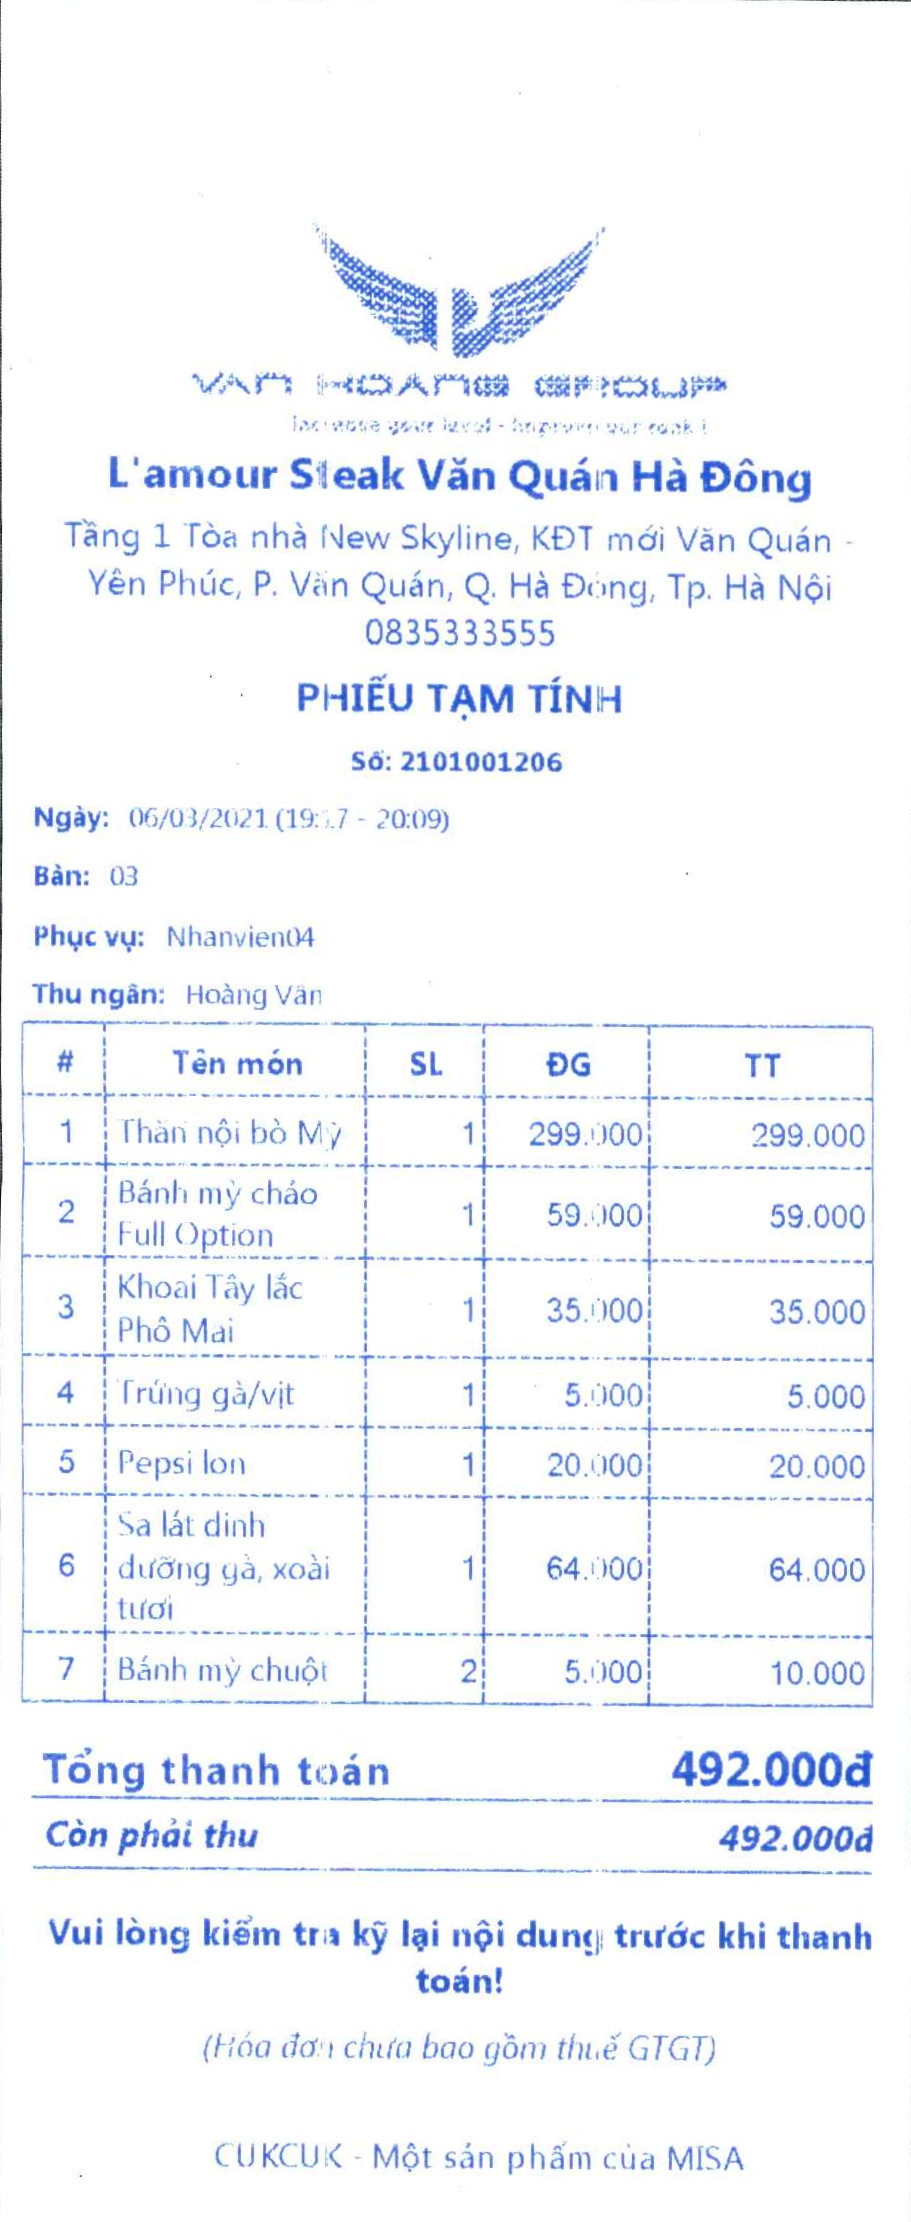 VAN HOANG GROUP
Increase your level - Improve our rank !
L'amour Steak Văn Quán Hà Đông
Tầng 1 Tòa nhà New Skyline, KĐT mới Văn Quán -
Yên Phúc, P. Văn Quán, Q. Hà Đông, Tp. Hà Nội
0835333555
PHIẾU TẠM TÍNH
Số: 2101001206
Ngày: 06/03/2021 ( - 20:09)
Bàn: 03
Phục vụ: Nhanvien04
Thu ngân: Hoàng Vân
# Tên món SL ĐG TT
1 Thăn nội bò Mỹ 1 299.000 299.000
2 Bánh mỳ chảo
Full Option 1 59.000 59.000
3 Khoai Tây lắc
Phô Mai 1 35.000 35.000
4 Trứng gà/vịt 1 5.000 5.000
5 Pepsi lon 1 20.000 20.000
6 Sa lát dinh
dưỡng gà, xoài
tươi 1 64.000 64.000
7 Bánh mỳ chuột 2 5.000 10.000
Tổng thanh toán 492.000đ
Còn phải thu 492.000đ
Vui lòng kiểm tra kỹ lại nội dung trước khi thanh
toán!
(Hóa đơn chưa bao gồm thuế GTGT)
CUKCUK - Một sản phẩm của MISA